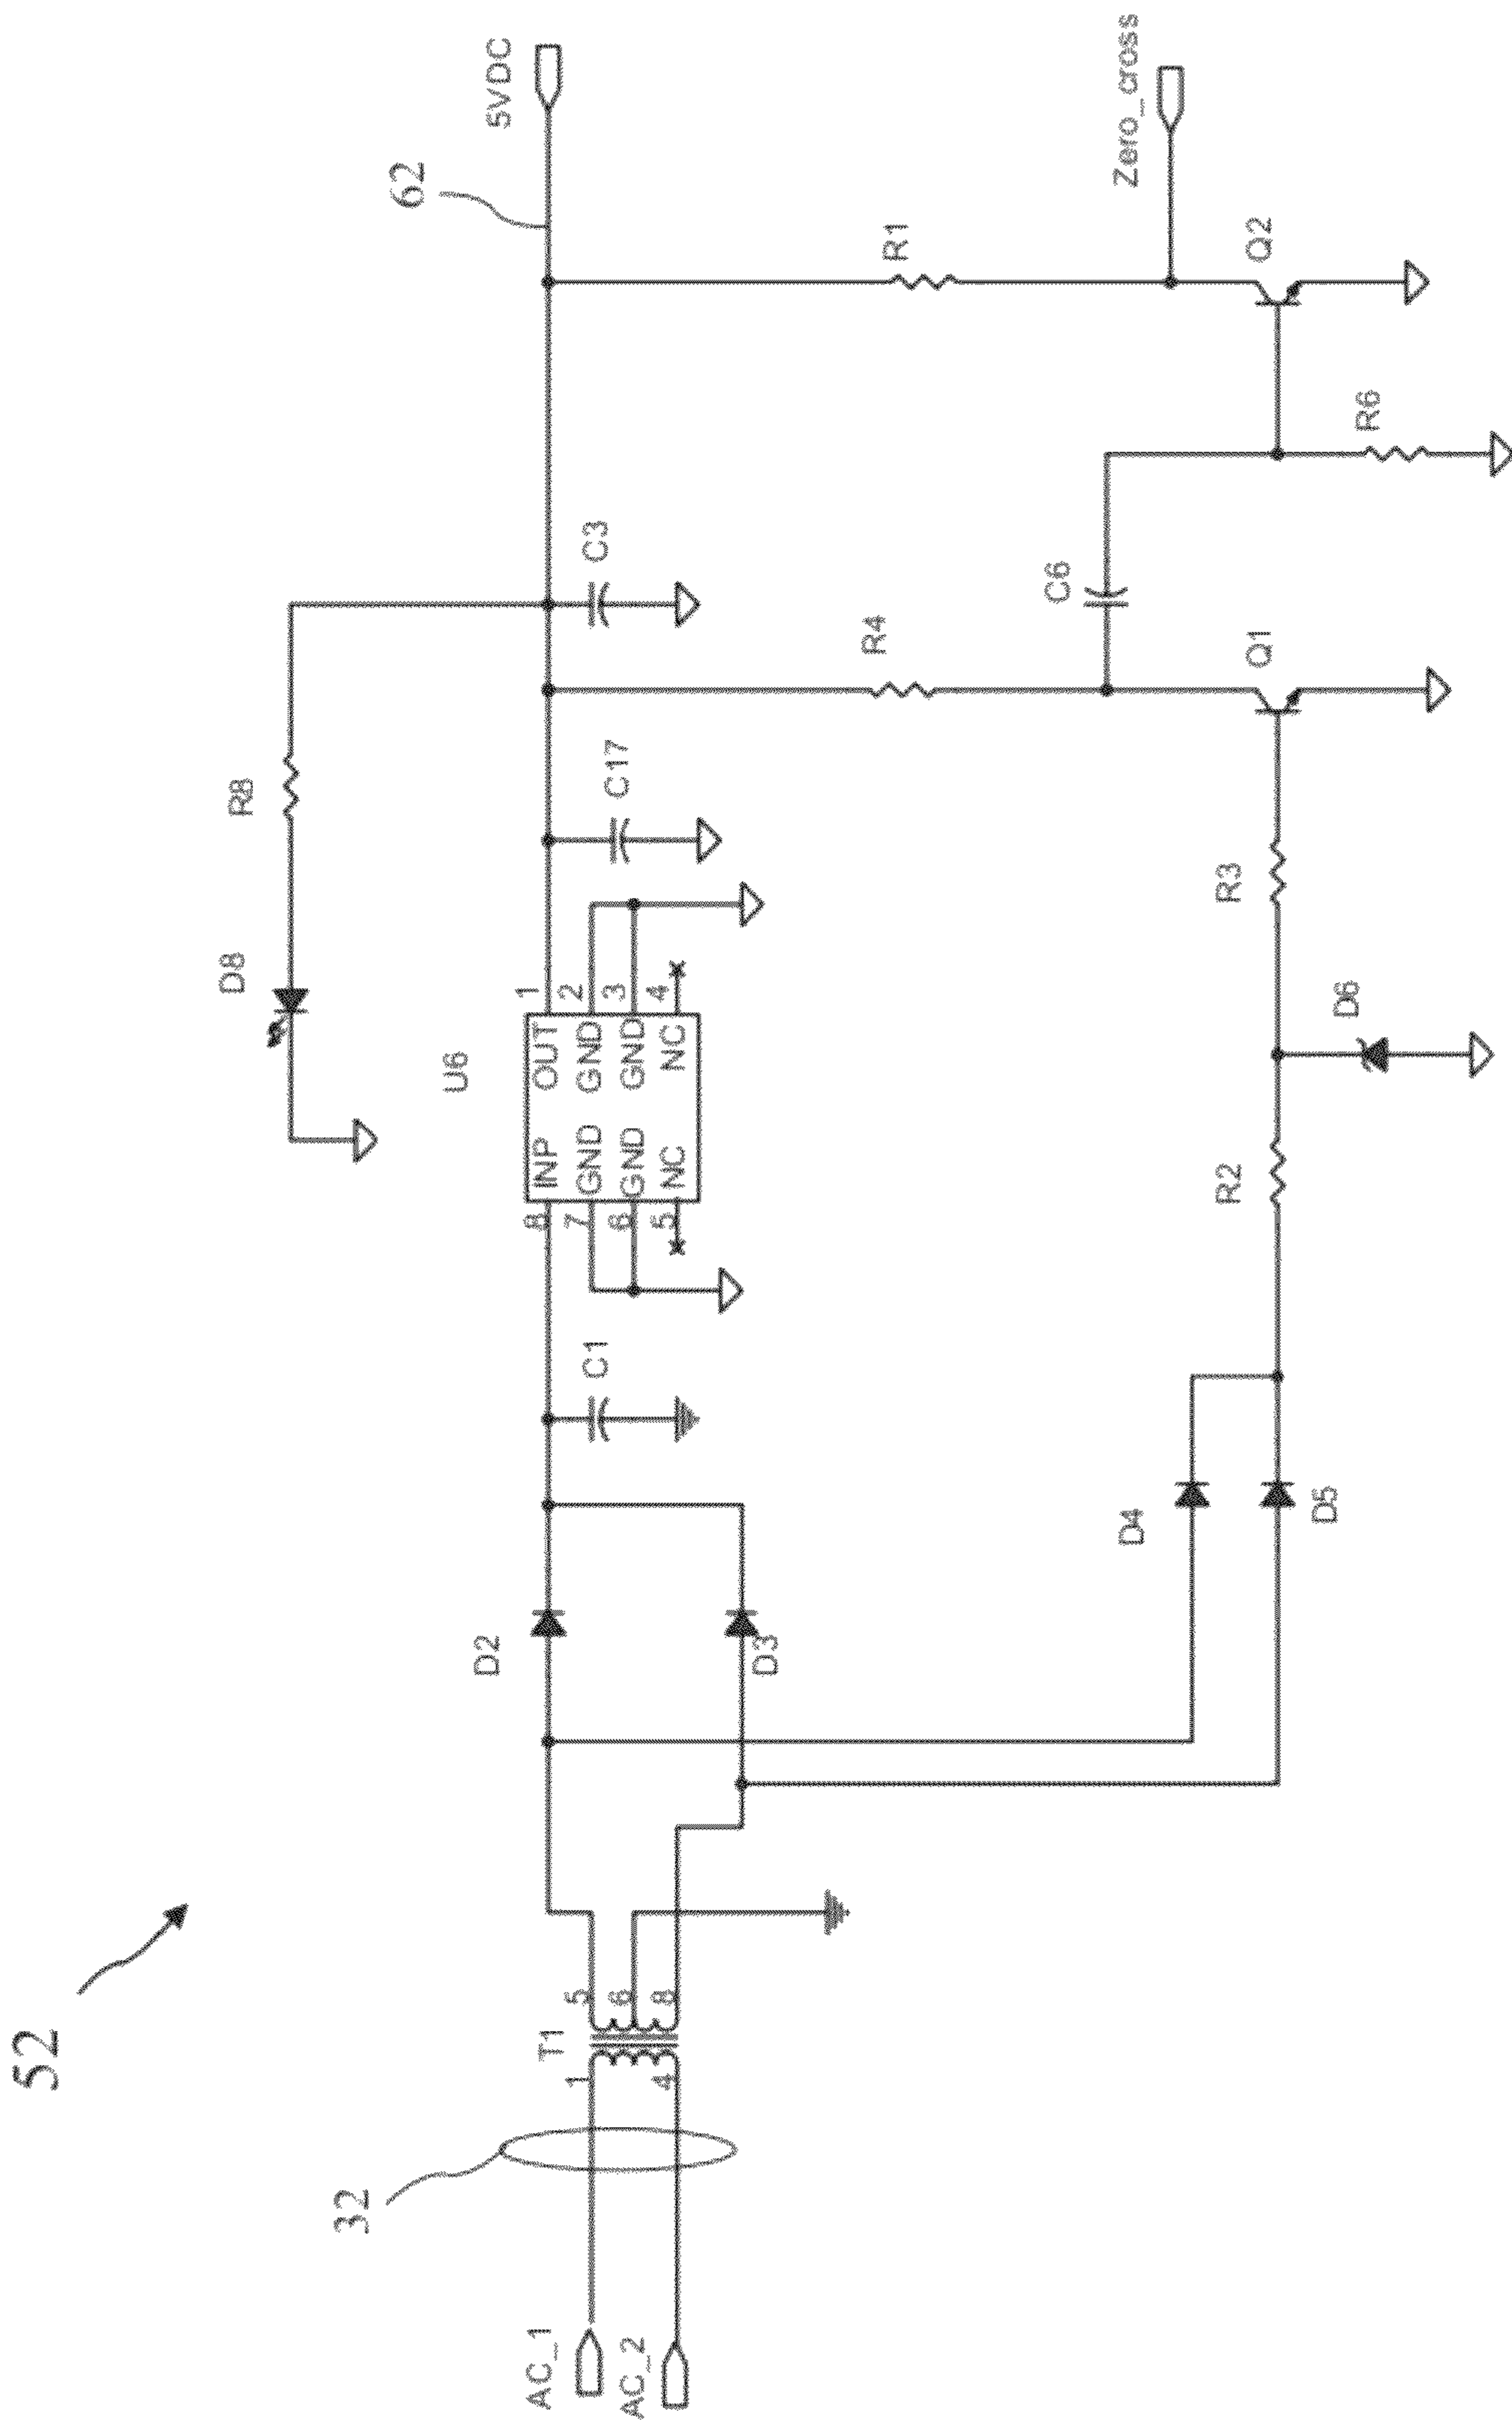 52
32
AC_1
AC_2
T1
1
4
5
6
8
D2
D3
D4
D5
C1
U6
INP
GND
GND
NC
8
7
6
5
OUT
GND
GND
NC
1
2
3
4
D8
R8
C17
C3
62
5VDC
R2
D6
R3
R4
Q1
C6
R6
R1
Q2
Zero_cross